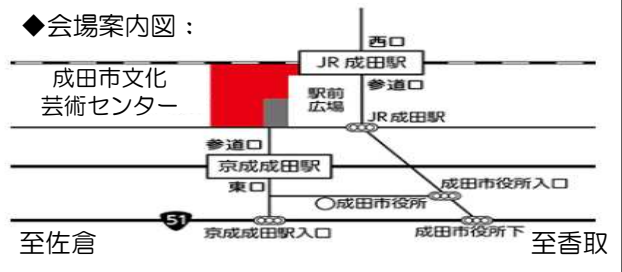 ◆会場案内図：
西口
JR 成田駅
参道口
成田市文化
芸術センター
駅前
広場
JR成田駅
参道口
京成成田駅
東口
成田市役所入口
○成田市役所
51
京成成田駅入口
成田市役所下
至佐倉
至香取